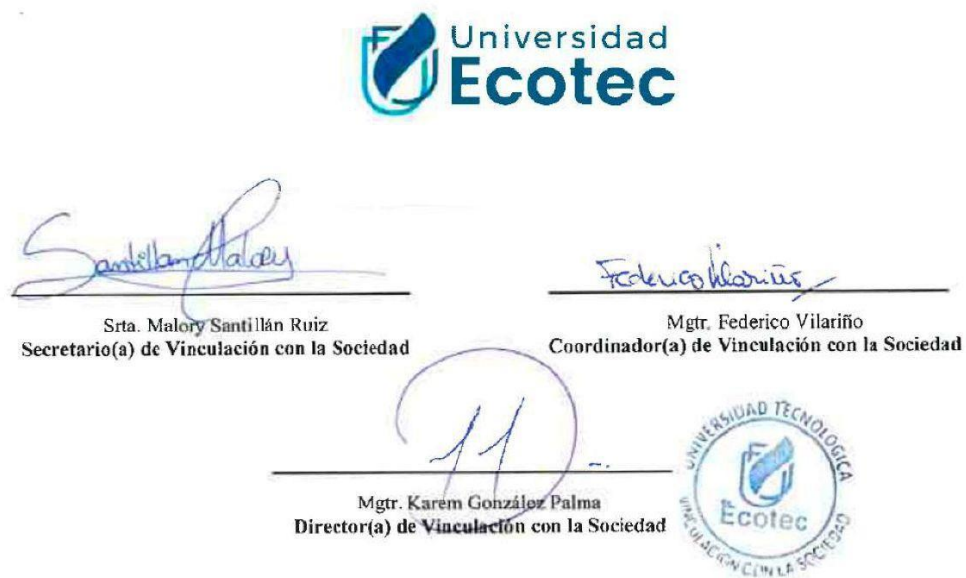 Universidad
Ecotec
Santillan Malory
Federico Vilariño
Srta. Malory Santillán Ruiz
Secretario(a) de Vinculación con la Sociedad
Mgtr. Federico Vilariño
Coordinador(a) de Vinculación con la Sociedad
Mgtr. Karem González Palma
Director(a) de Vinculación con la Sociedad
UNIVERSIDAD TECNOLOGICA
Ecotec
VINCULACIÓN CON LA SOCIEDAD